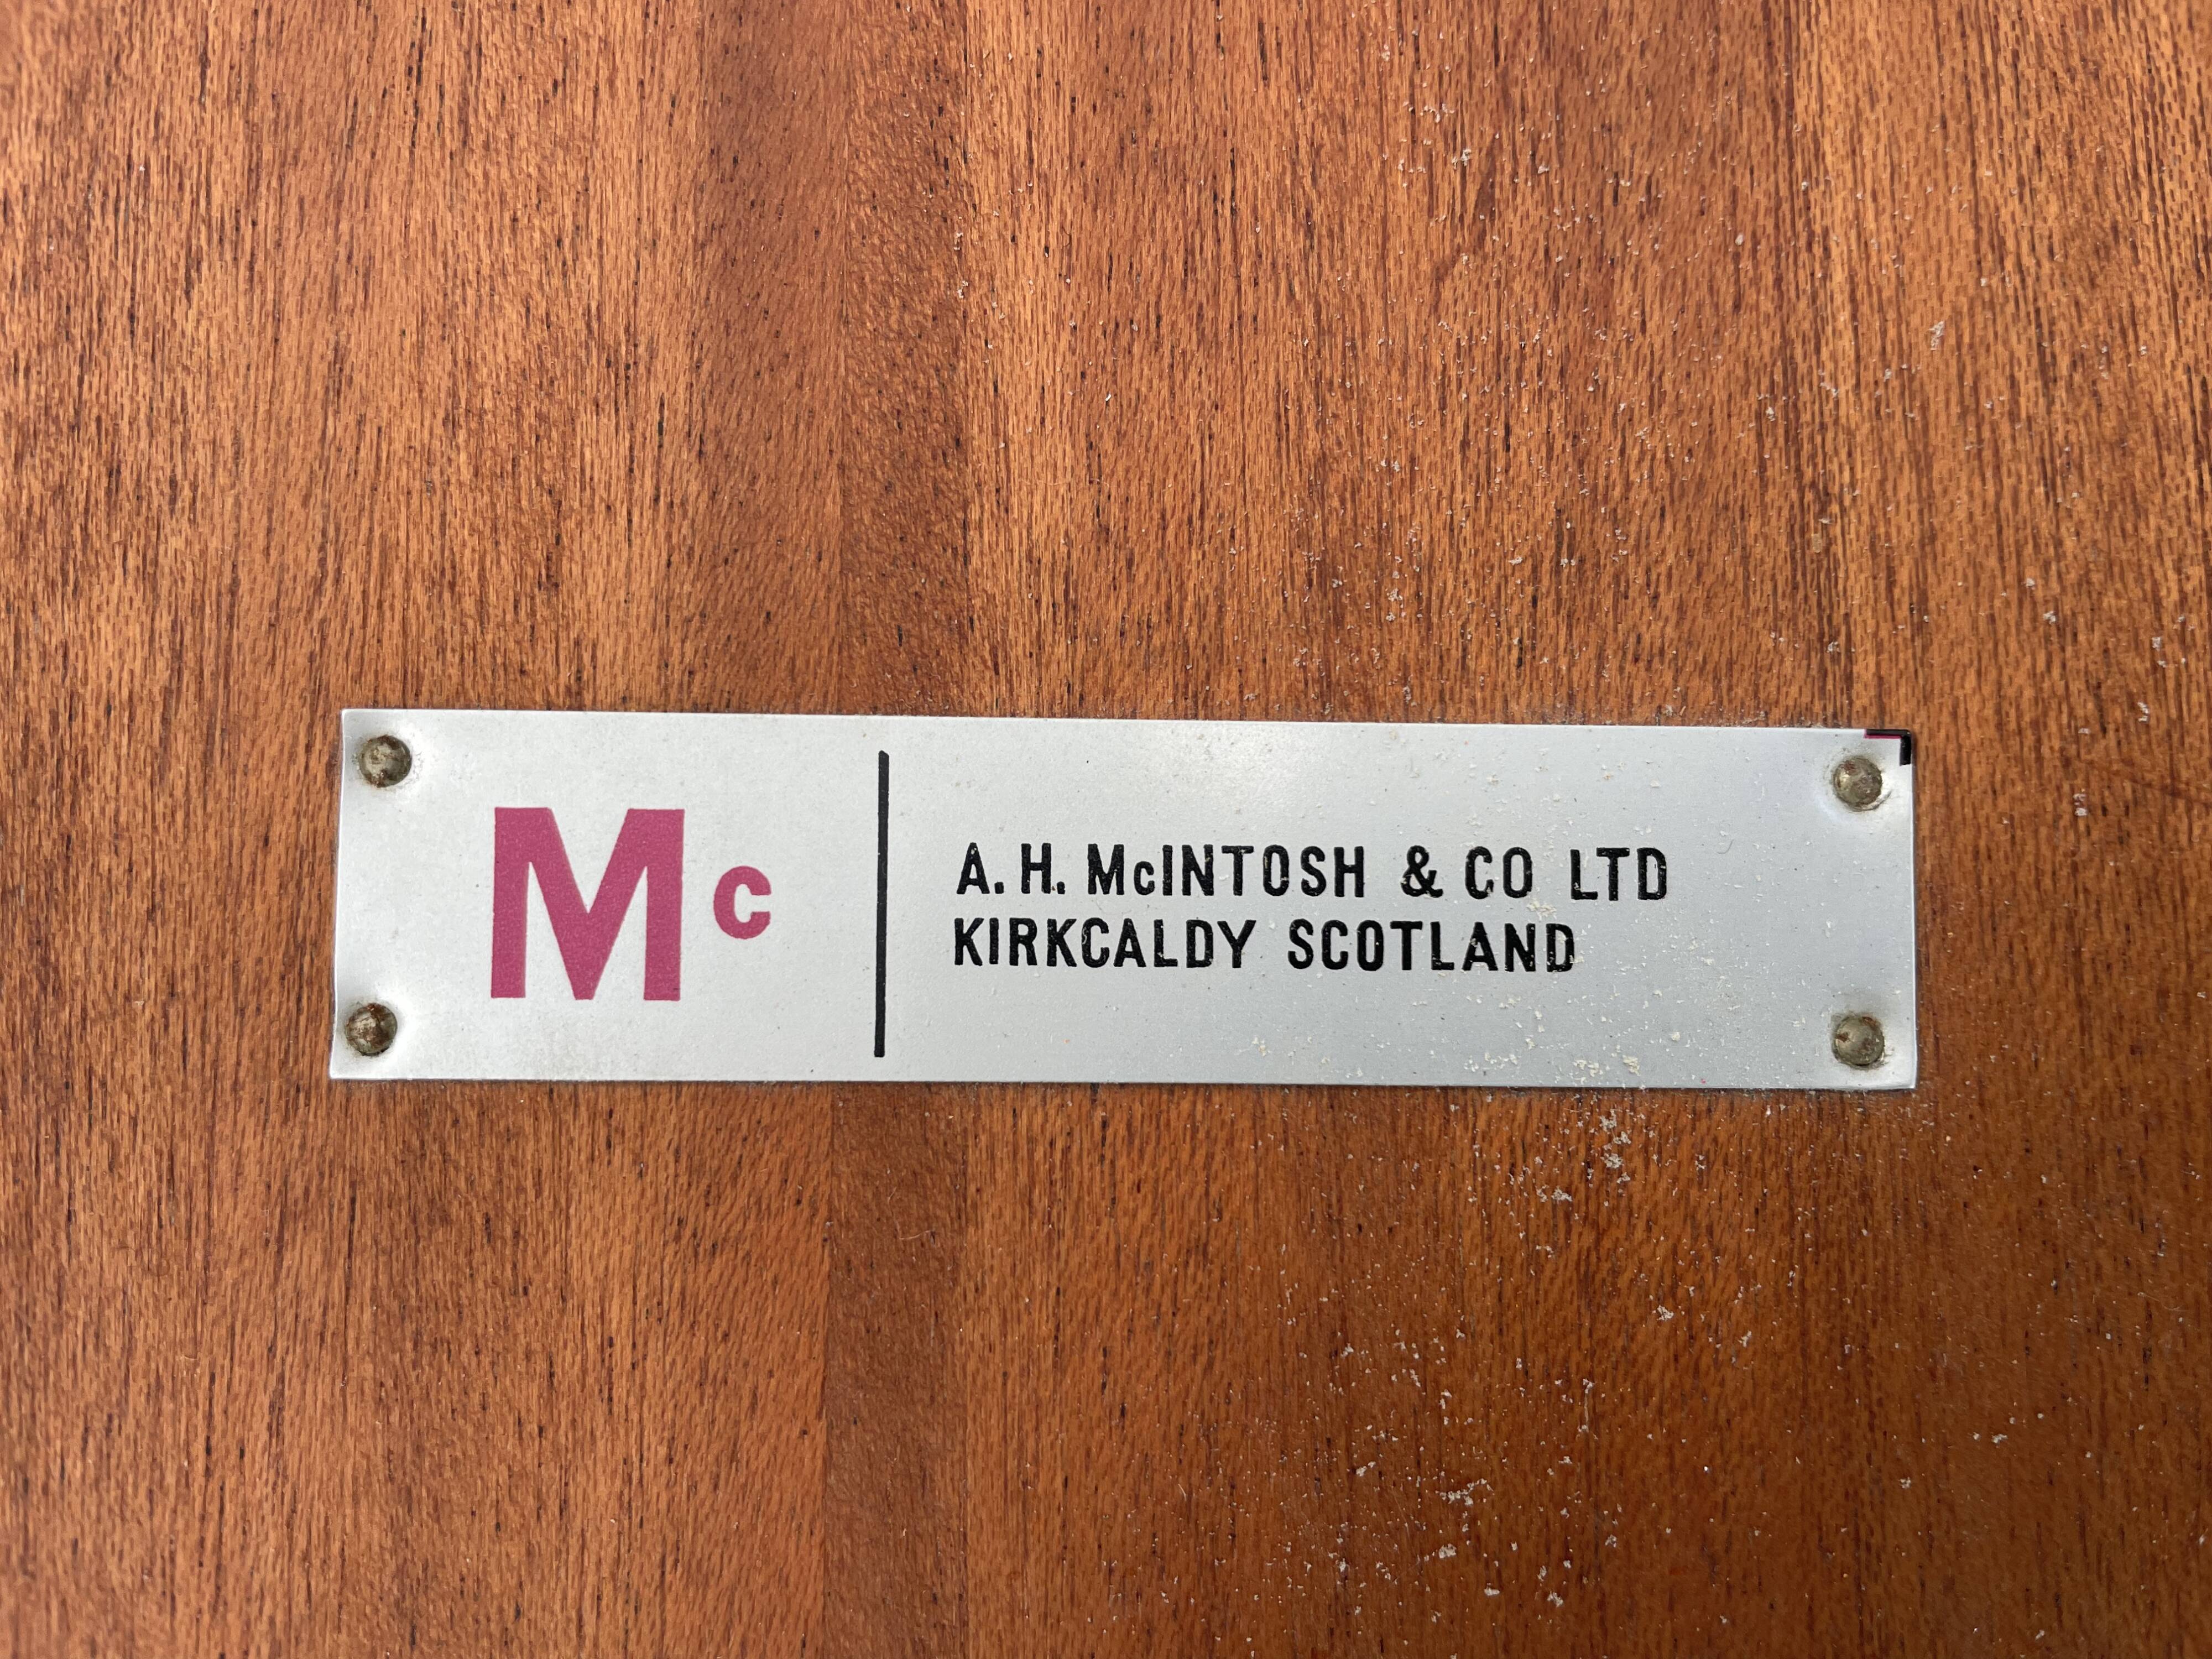 Mc
A. H. McINTOSH & CO LTD
KIRKCALDY SCOTLAND